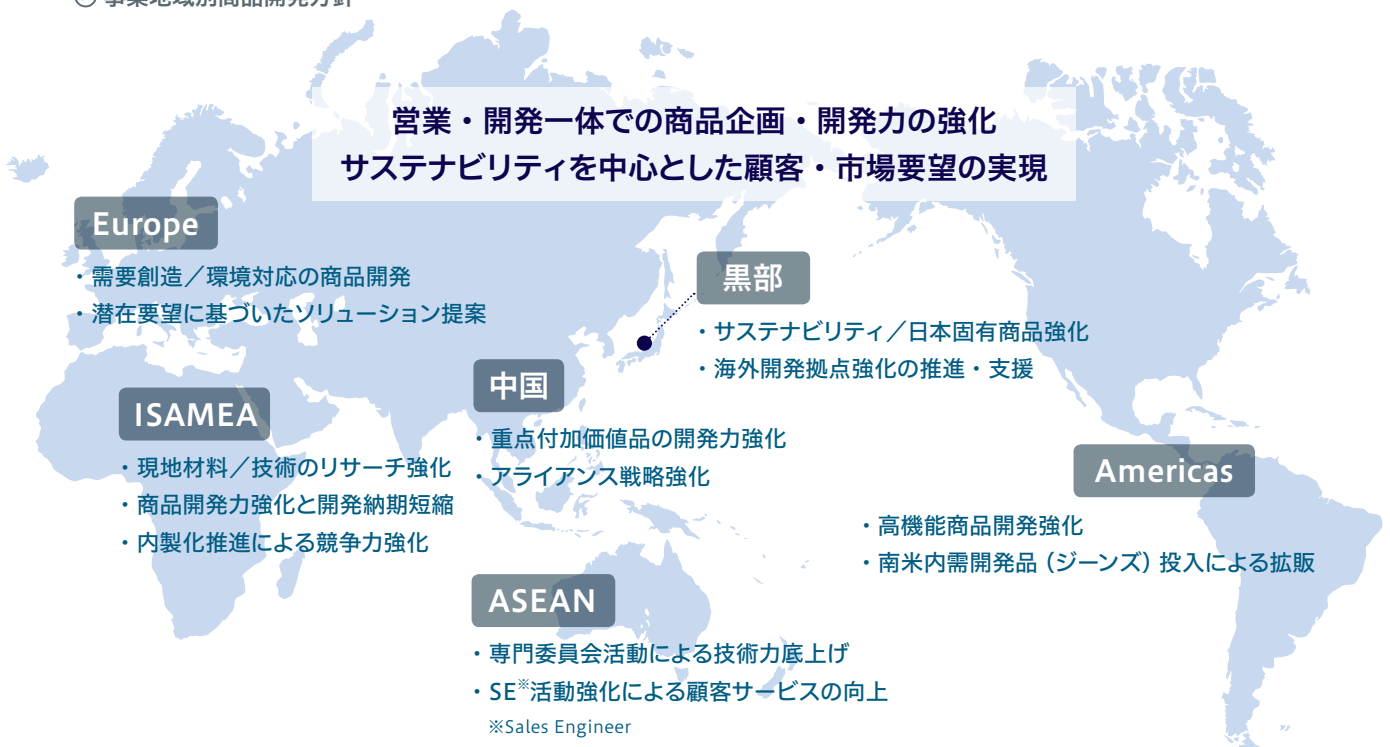 事業地域別商品開発方針
営業・開発一体での商品企画・開発力の強化
サステナビリティを中心とした顧客・市場要望の実現
Europe
・需要創造／環境対応の商品開発
・潜在要望に基づいたソリューション提案
黒部
・サステナビリティ／日本固有商品強化
・海外開発拠点強化の推進・支援
中国
・重点付加価値品の開発力強化
・アライアンス戦略強化
ISAMEA
・現地材料／技術のリサーチ強化
・商品開発力強化と開発納期短縮
・内製化推進による競争力強化
Americas
・高機能商品開発強化
・南米内需開発品（ジーンズ）投入による拡販
ASEAN
・専門委員会活動による技術力底上げ
・SE※活動強化による顧客サービスの向上
※Sales Engineer